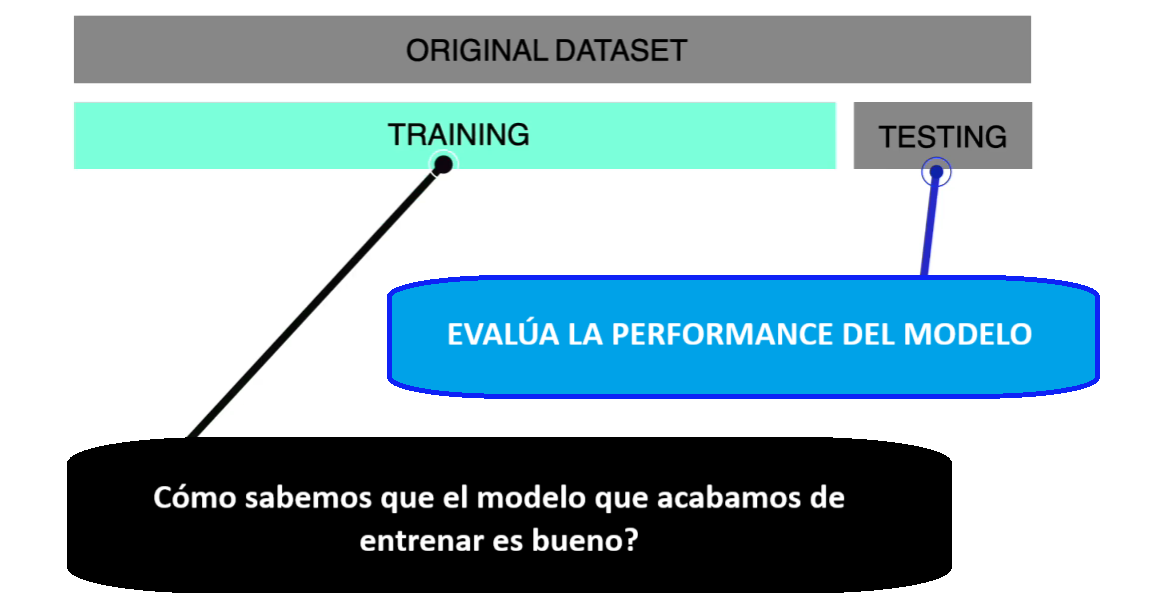 ORIGINAL DATASET
TRAINING
TESTING
EVALÚA LA PERFORMANCE DEL MODELO
Cómo sabemos que el modelo que acabamos de
entrenar es bueno?